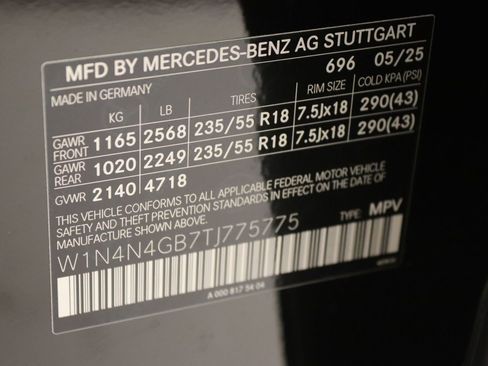 MFD BY MERCEDES-BENZ AG STUTTGART
MADE IN GERMANY 696 05/25
KG LB TIRES RIM SIZE COLD KPA (PSI)
GAWR FRONT 1165 2568 235/55 R18 7.5Jx18 290(43)
GAWR REAR 1020 2249 235/55 R18 7.5Jx18 290(43)
GVWR 2140 4718
THIS VEHICLE CONFORMS TO ALL APPLICABLE FEDERAL MOTOR VEHICLE
SAFETY AND THEFT PREVENTION STANDARDS IN EFFECT ON THE DATE OF
MANUFACTURE SHOWN ABOVE.
W1N4N4GB7TJ775775 TYPE: MPV
A 000 817 54 04